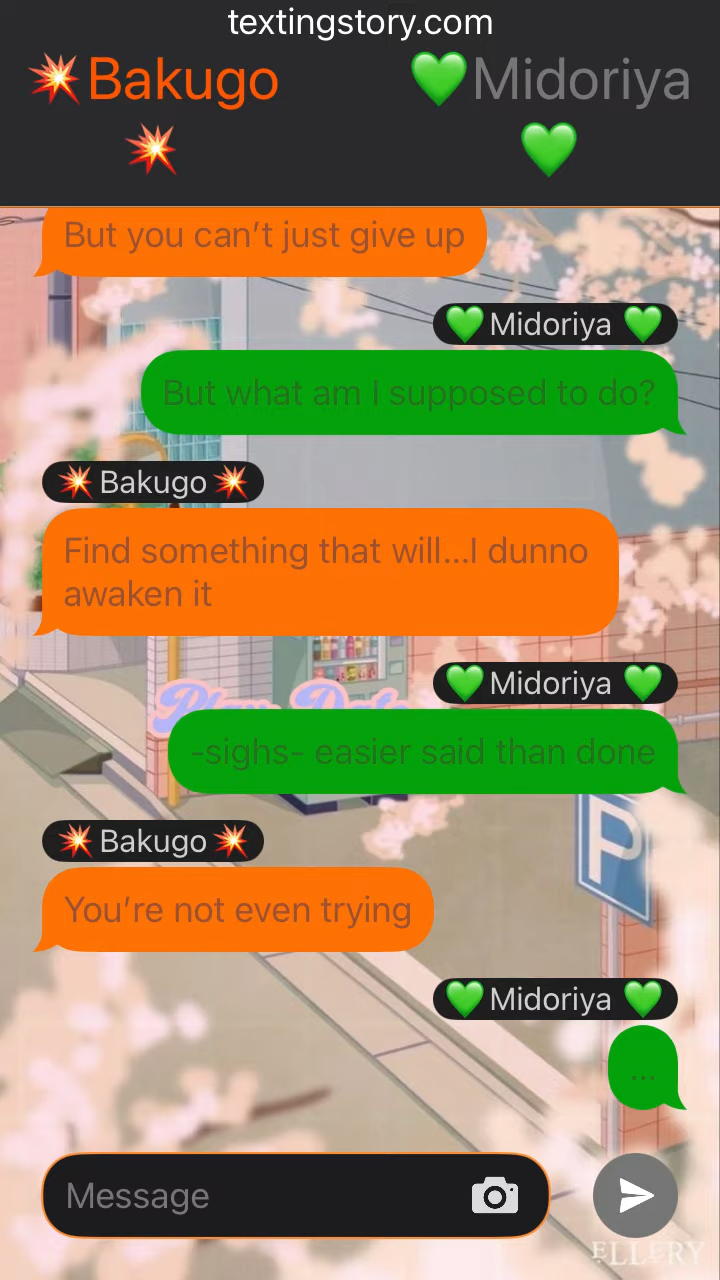 textingstory.com
💥Bakugo
💥
💚Midoriya
💚
But you can't just give up
💚 Midoriya 💚
But what am I supposed to do?
💥 Bakugo 💥
Find something that will...I dunno
awaken it
💚 Midoriya 💚
Play Date
-sighs- easier said than done
💥 Bakugo 💥
P
You're not even trying
💚 Midoriya 💚
...
Message
ELLERY